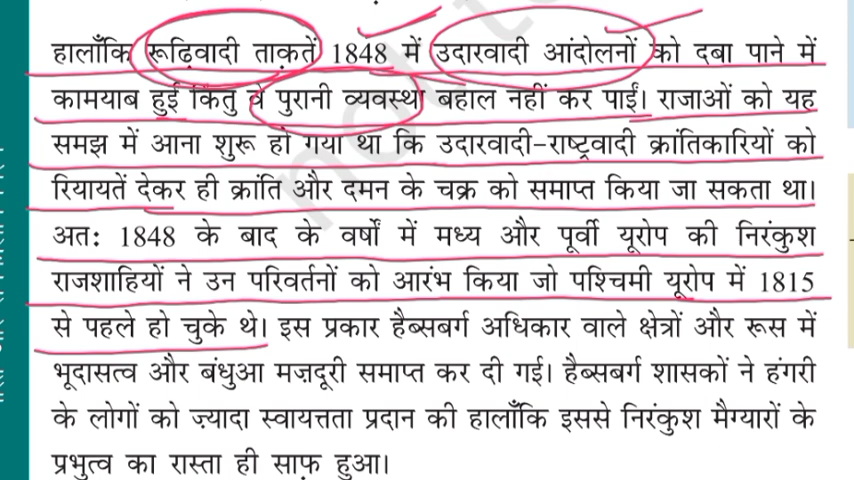 हालाँकि रूढ़िवादी ताक़तें 1848 में उदारवादी आंदोलनों को दबा पाने में
कामयाब हुईं किंतु वे पुरानी व्यवस्था बहाल नहीं कर पाईं। राजाओं को यह
समझ में आना शुरू हो गया था कि उदारवादी-राष्ट्रवादी क्रांतिकारियों को
रियायतें देकर ही क्रांति और दमन के चक्र को समाप्त किया जा सकता था।
अतः 1848 के बाद के वर्षों में मध्य और पूर्वी यूरोप की निरंकुश
राजशाहियों ने उन परिवर्तनों को आरंभ किया जो पश्चिमी यूरोप में 1815
से पहले हो चुके थे। इस प्रकार हैब्सबर्ग अधिकार वाले क्षेत्रों और रूस में
भूदासत्व और बंधुआ मज़दूरी समाप्त कर दी गई। हैब्सबर्ग शासकों ने हंगरी
के लोगों को ज़्यादा स्वायत्तता प्रदान की हालाँकि इससे निरंकुश मैग्यारों के
प्रभुत्व का रास्ता ही साफ़ हुआ।